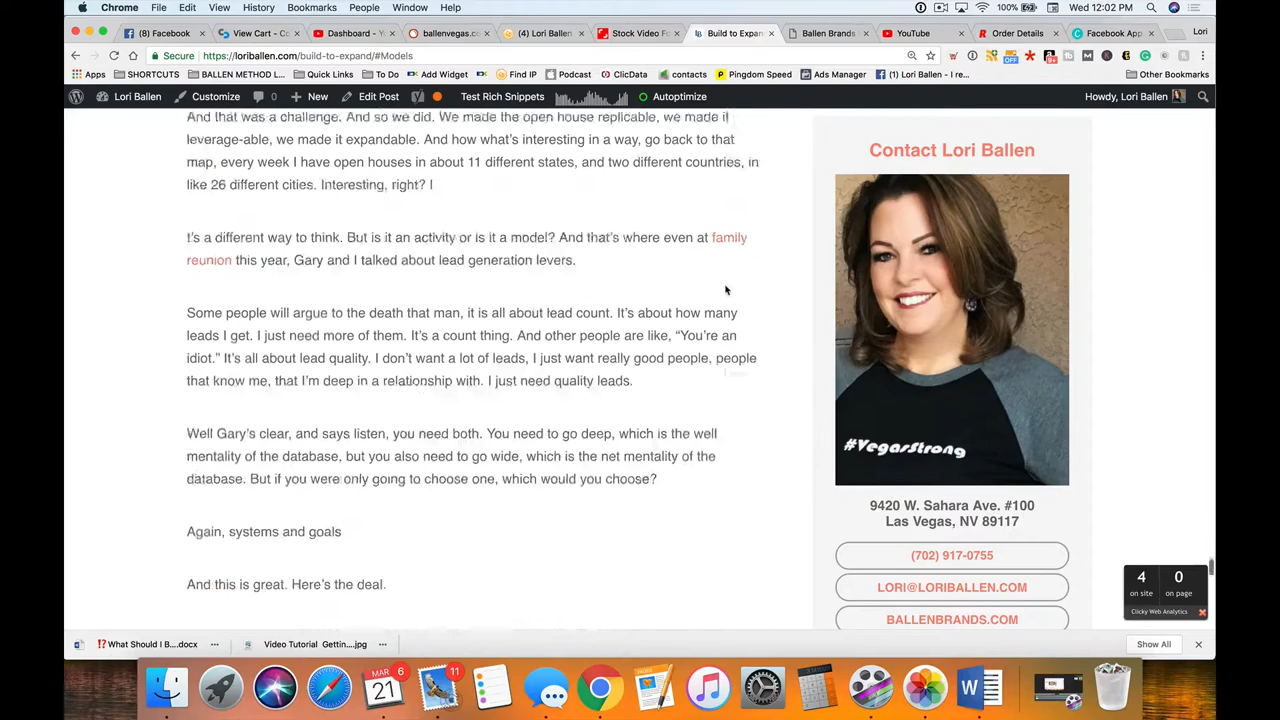 Chrome File Edit View History Bookmarks People Window Help
100% Wed 12:02 PM
(8) Facebook
View Cart - Co
Dashboard - Y
ballenvegas.co
(4) Lori Ballen
Stock Video Fo
Build to Expand
Ballen Brands
YouTube
Order Details
Facebook App
Lori
Secure https://loriballen.com/build-to-expand/#Models
Apps SHORTCUTS BALLEN METHOD L... Quick Links To Do Add Widget Find IP Podcast ClicData contacts Pingdom Speed Ads Manager (1) Lori Ballen - I re... Other Bookmarks
Lori Ballen Customize 0 New Edit Post Test Rich Snippets Autoptimize Howdy, Lori Ballen
And that was a challenge. And so we did. We made the open house replicable, we made it
leverage-able, we made it expandable. And how what's interesting in a way, go back to that
map, every week I have open houses in about 11 different states, and two different countries, in
like 26 different cities. Interesting, right? I
It's a different way to think. But is it an activity or is it a model? And that's where even at family
reunion this year, Gary and I talked about lead generation levers.
Some people will argue to the death that man, it is all about lead count. It's about how many
leads I get. I just need more of them. It's a count thing. And other people are like, “You're an
idiot.” It's all about lead quality. I don't want a lot of leads, I just want really good people, people
that know me, that I'm deep in a relationship with. I just need quality leads.
Well Gary's clear, and says listen, you need both. You need to go deep, which is the well
mentality of the database, but you also need to go wide, which is the net mentality of the
database. But if you were only going to choose one, which would you choose?
Again, systems and goals
And this is great. Here's the deal.
Contact Lori Ballen
#VegasStrong
9420 W. Sahara Ave. #100
Las Vegas, NV 89117
(702) 917-0755
LORI@LORIBALLEN.COM
BALLENBRANDS.COM
4 0
on site on page
Clicky Web Analytics
What Should I B....docx
Video Tutorial Gettin....jpg
Show All
MAR 6
21
11